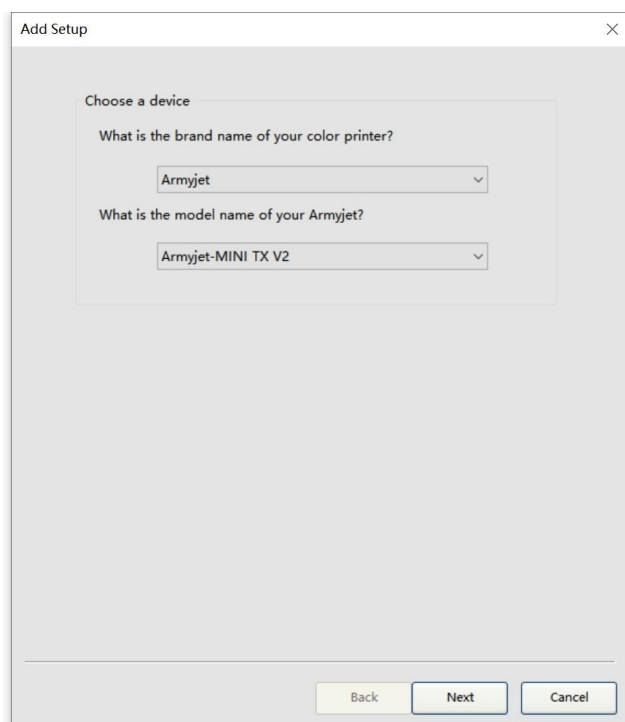 Add Setup
Choose a device
What is the brand name of your color printer?
Armyjet
What is the model name of your Armyjet?
Armyjet-MINI TX V2
Back
Next
Cancel